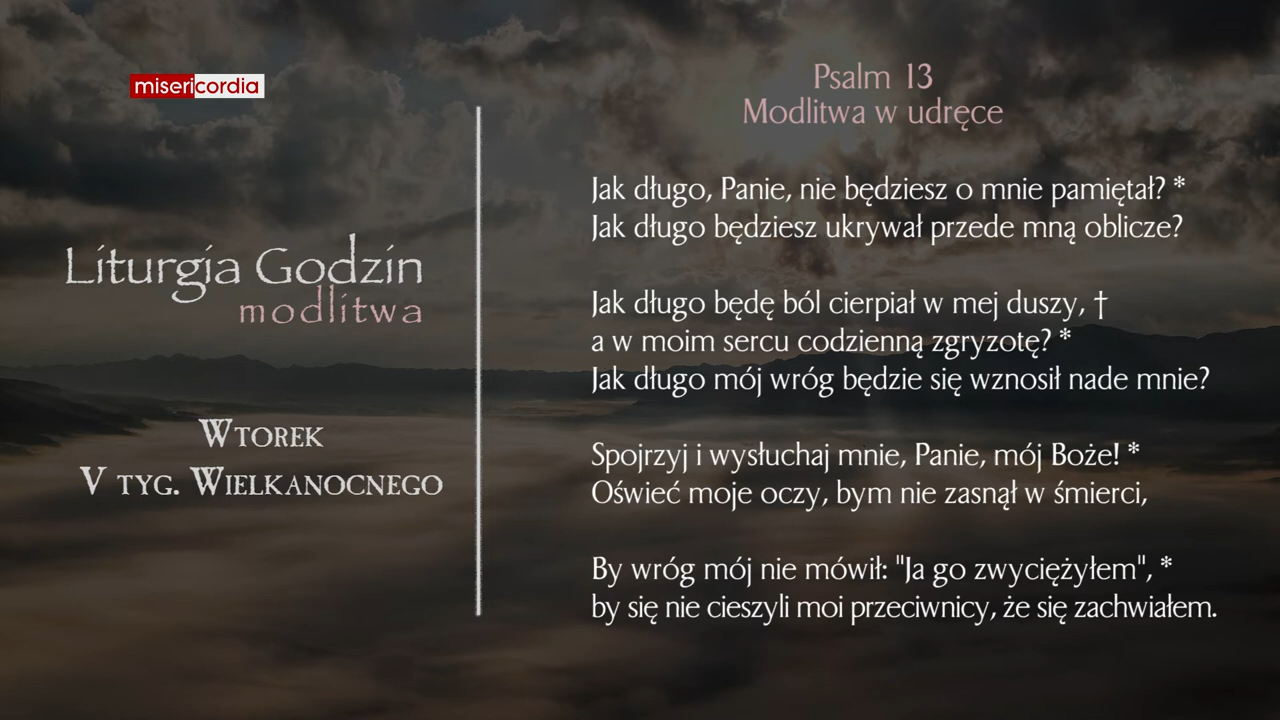 misericordia
Liturgia Godzin
modlitwa
Wtorek
V tyg. Wielkanocnego
Psalm 13
Modlitwa w udręce
Jak długo, Panie, nie będziesz o mnie pamiętał? *
Jak długo będziesz ukrywał przede mną oblicze?
Jak długo będę ból cierpiał w mej duszy, †
a w moim sercu codzienną zgryzotę? *
Jak długo mój wróg będzie się wznosił nade mnie?
Spojrzyj i wysłuchaj mnie, Panie, mój Boże! *
Oświeć moje oczy, bym nie zasnął w śmierci,
By wróg mój nie mówił: "Ja go zwyciężyłem", *
by się nie cieszyli moi przeciwnicy, że się zachwiałem.